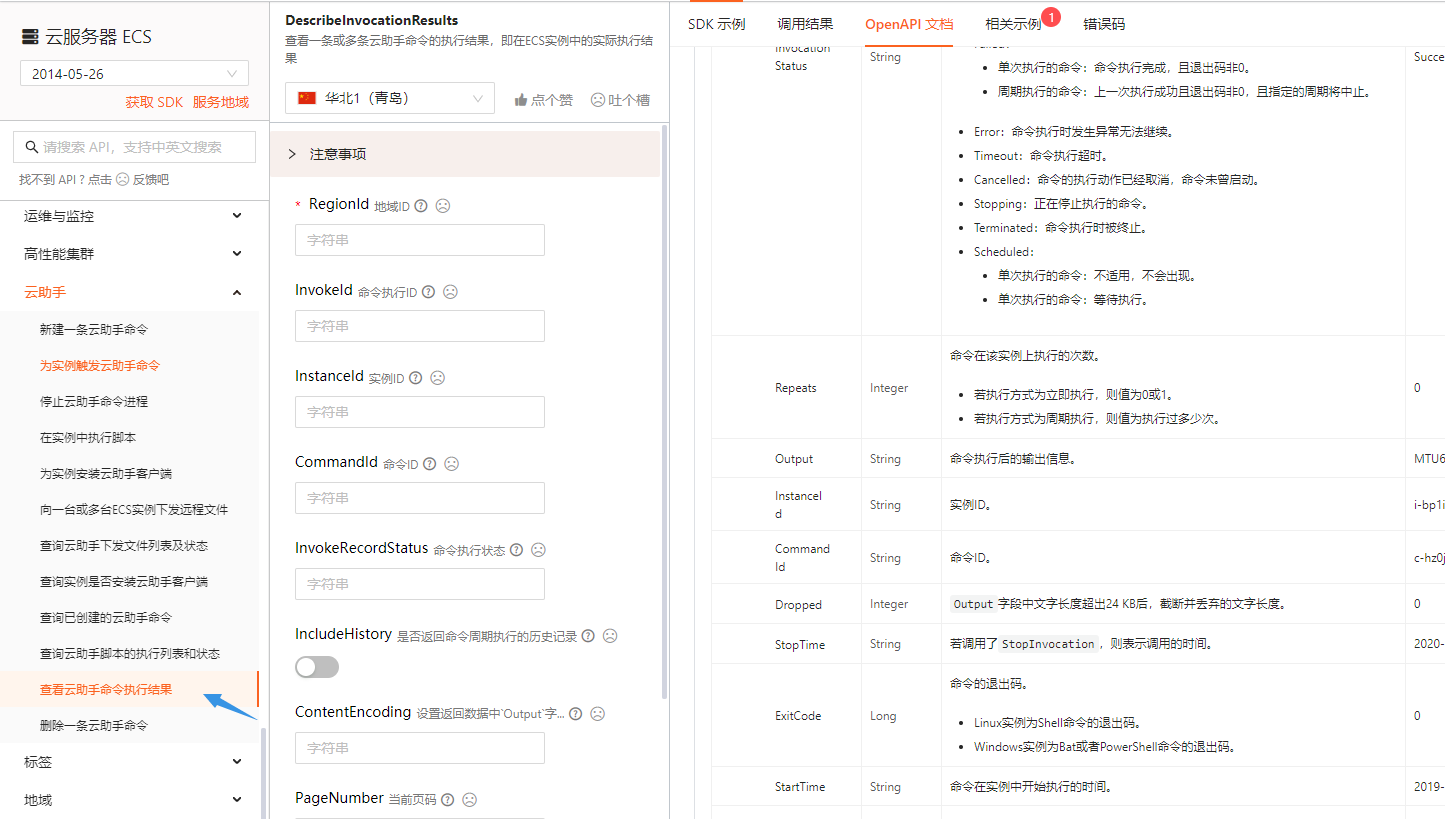 云服务器 ECS
2014-05-26
获取 SDK 服务地域
请搜索 API，支持中英文搜索
找不到 API ? 点击 反馈吧
运维与监控
高性能集群
云助手
新建一条云助手命令
为实例触发云助手命令
停止云助手命令进程
在实例中执行脚本
为实例安装云助手客户端
向一台或多台ECS实例下发远程文件
查询云助手下发文件列表及状态
查询实例是否安装云助手客户端
查询已创建的云助手命令
查询云助手脚本的执行列表和状态
查看云助手命令执行结果
删除一条云助手命令
标签
地域
DescribeInvocationResults
查看一条或多条云助手命令的执行结果，即在ECS实例中的实际执行结
果
华北1（青岛） 点个赞 吐个槽
注意事项
* RegionId 地域ID
字符串
InvokeId 命令执行ID
字符串
InstanceId 实例ID
字符串
CommandId 命令ID
字符串
InvokeRecordStatus 命令执行状态
字符串
IncludeHistory 是否返回命令周期执行的历史记录
ContentEncoding 设置返回数据中`Output`字...
字符串
PageNumber 当前页码
SDK 示例 调用结果 OpenAPI 文档 相关示例 1 错误码
Invocation
Status
String
单次执行的命令：命令执行完成，且退出码非0。
周期执行的命令：上一次执行成功且退出码非0，且指定的周期将中止。
Error：命令执行时发生异常无法继续。
Timeout：命令执行超时。
Cancelled：命令的执行动作已经取消，命令未曾启动。
Stopping：正在停止执行的命令。
Terminated：命令执行时被终止。
Scheduled：
单次执行的命令：不适用，不会出现。
单次执行的命令：等待执行。
Succe
Repeats
Integer
命令在该实例上执行的次数。
若执行方式为立即执行，则值为0或1。
若执行方式为周期执行，则值为执行过多少次。
0
Output String 命令执行后的输出信息。 MTU6
InstanceI
d
String 实例ID。 i-bp1i
Command
Id
String 命令ID。 c-hz0j
Dropped Integer Output 字段中文字长度超出24 KB后，截断并丢弃的文字长度。 0
StopTime String 若调用了 StopInvocation ，则表示调用的时间。 2020-
ExitCode
Long
命令的退出码。
Linux实例为Shell命令的退出码。
Windows实例为Bat或者PowerShell命令的退出码。
0
StartTime String 命令在实例中开始执行的时间。 2019-